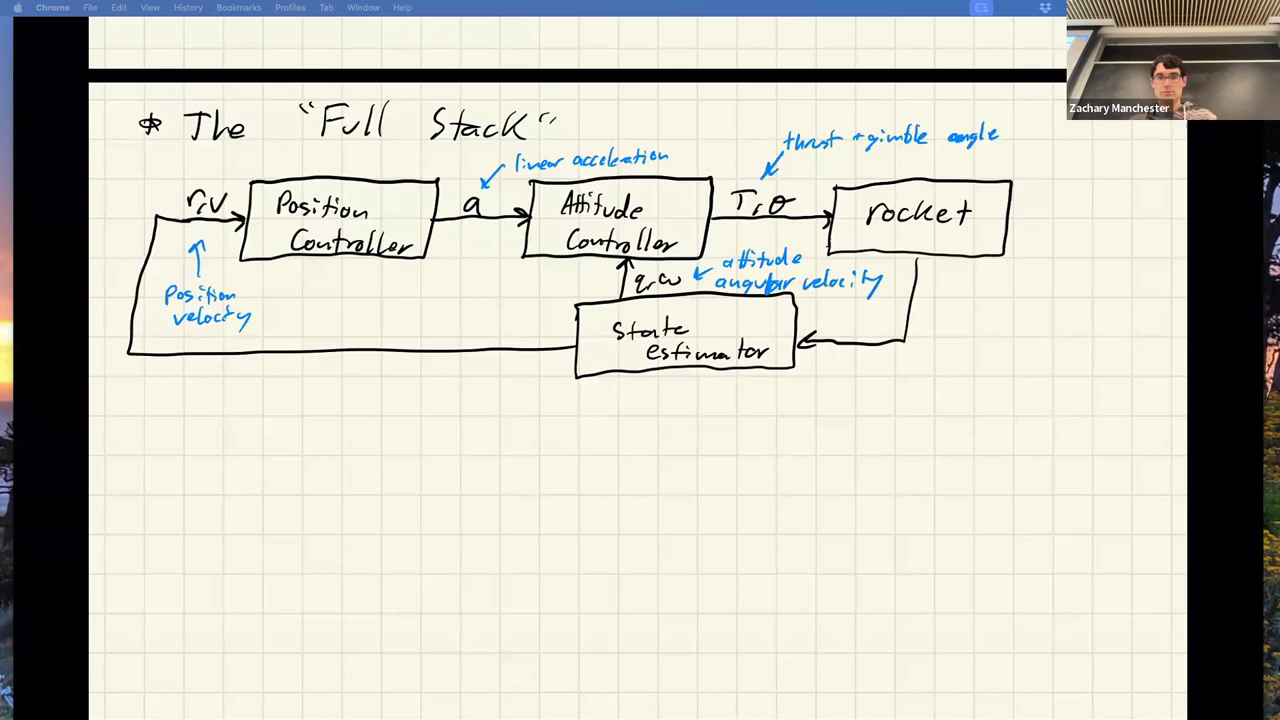 Chrome File Edit View History Bookmarks Profiles Tab Window Help
Zachary Manchester
* The "Full Stack"
thrust + gimble angle
linear acceleration
r,v
Position
Controller
a
Attitude
Controller
T,θ
rocket
Position
velocity
q,ω
attitude
angular velocity
state
estimator